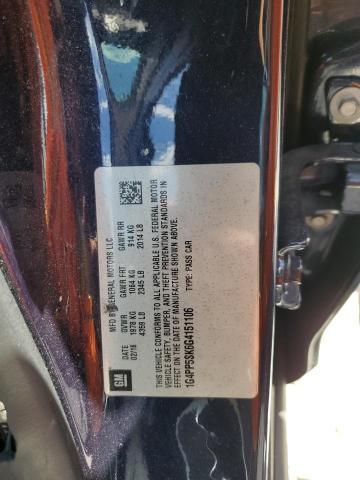 MFD BY GENERAL MOTORS LLC
DATE GVWR GAWR FRT GAWR RR
02/16 1978 KG 1064 KG 914 KG
4359 LB 2345 LB 2014 LB
THIS VEHICLE CONFORMS TO ALL APPLICABLE U.S. FEDERAL MOTOR
VEHICLE SAFETY, BUMPER, AND THEFT PREVENTION STANDARDS IN
EFFECT ON THE DATE OF MANUFACTURE SHOWN ABOVE.
1G4PP5SK6G4151106 TYPE: PASS CAR
GM